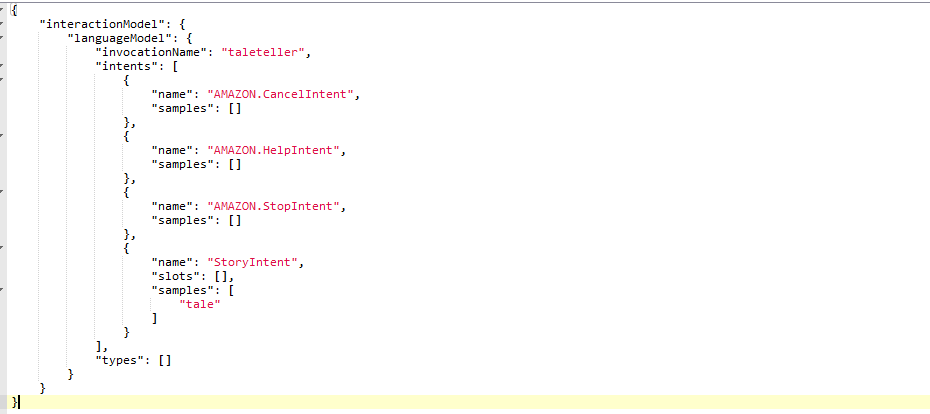 {
    "interactionModel": {
        "languageModel": {
            "invocationName": "taleteller",
            "intents": [
                {
                    "name": "AMAZON.CancelIntent",
                    "samples": []
                },
                {
                    "name": "AMAZON.HelpIntent",
                    "samples": []
                },
                {
                    "name": "AMAZON.StopIntent",
                    "samples": []
                },
                {
                    "name": "StoryIntent",
                    "slots": [],
                    "samples": [
                        "tale"
                    ]
                }
            ],
            "types": []
        }
    }
}